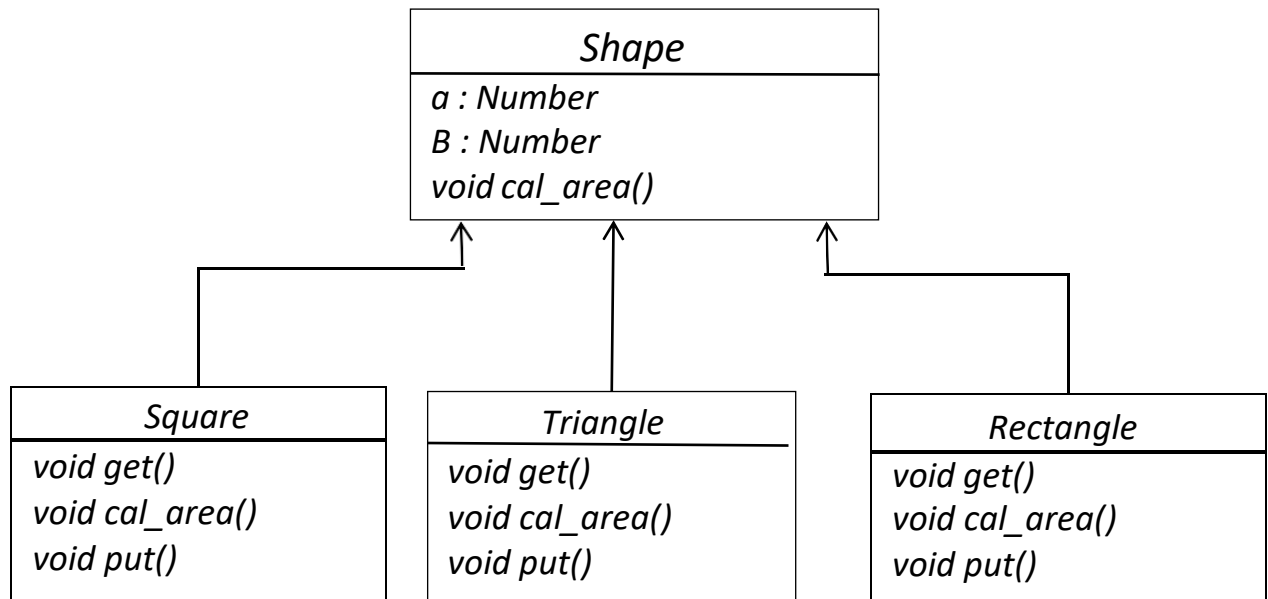 Shape
a : Number
B : Number
void cal_area()
Square
void get()
void cal_area()
void put()
Triangle
void get()
void cal_area()
void put()
Rectangle
void get()
void cal_area()
void put()